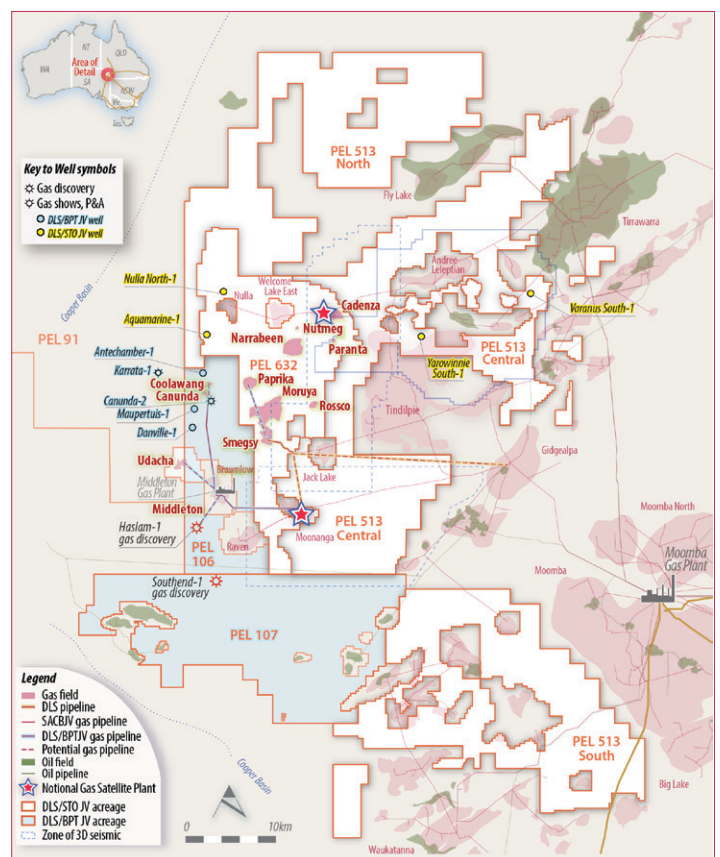 NT
QLD
WA
Area of
Detail
SA
NSW
Vic
Tas
Key to Well symbols
Gas discovery
Gas shows, P&A
DLS/BPT JV well
DLS/STO JV well
PEL 513
North
Fly Lake
Tirrawarra
Cooper Basin
Nulla North-1
Nulla
Welcome
Lake East
Andree
Leleptian
Cadenza
Varanus South-1
Aquamarine-1
Nutmeg
Narrabeen
Paranta
PEL 513
Central
PEL 91
Antechamber-1
PEL 632
Yarowinnie
South-1
Karrata-1
Coolawang
Canunda
Paprika
Canunda-2
Moruya
Maupertuis-1
Rossco
Tindilpie
Danville-1
Smegsy
Gidgealpa
Udacha
Brownlow
Jack Lake
Middleton
Gas Plant
Moomba North
Middleton
PEL 513
Central
Haslam-1
gas discovery
Moonanga
Raven
PEL
106
Moomba
Gas Plant
Moomba
Southend-1
gas discovery
PEL 107
Legend
Gas field
DLS pipeline
SACBJV gas pipeline
DLS/BPTJV gas pipeline
Potential gas pipeline
Oil field
Oil pipeline
Notional Gas Satellite Plant
DLS/STO JV acreage
DLS/BPT JV acreage
Zone of 3D seismic
Cooper Basin
PEL 513
South
Big Lake
0
10km
Waukatanna